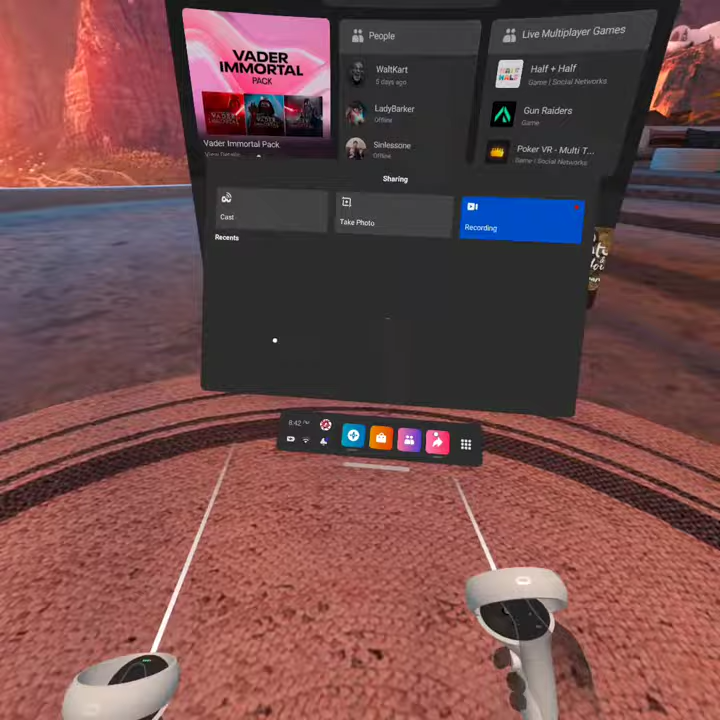 VADER
IMMORTAL
PACK
Vader Immortal Pack
People
WaltKart
5 days ago
LadyBarker
Offline
Sinlessone
Offline
Live Multiplayer Games
Half + Half
Game | Social Networks
Gun Raiders
Game
Poker VR - Multi T...
Game | Social Networks
Sharing
Cast
Take Photo
Recording
Recents
8:42 PM